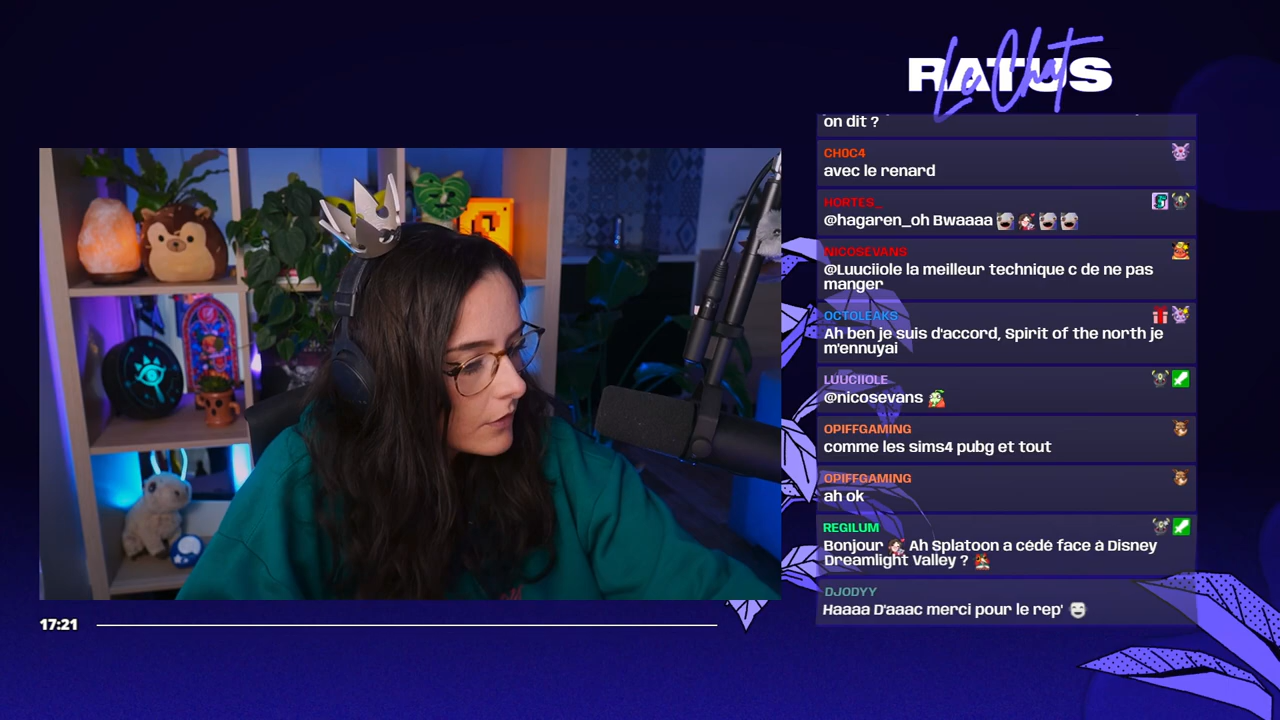 RATUS
Le Chat
on dit ?
CH0C4
avec le renard
HORTES_
@hagaren_oh Bwaaaa
NICOSEVANS
@Luuciiole la meilleur technique c de ne pas
manger
OCTOLEAKS
Ah ben je suis d'accord, Spirit of the north je
m'ennuyai
LUUCIIOLE
@nicosevans
OPIFFGAMING
comme les sims4 pubg et tout
OPIFFGAMING
ah ok
REGILUM
Bonjour Ah Splatoon a cédé face à Disney
Dreamlight Valley ?
DJODYY
Haaaa D'aaac merci pour le rep'
17:21